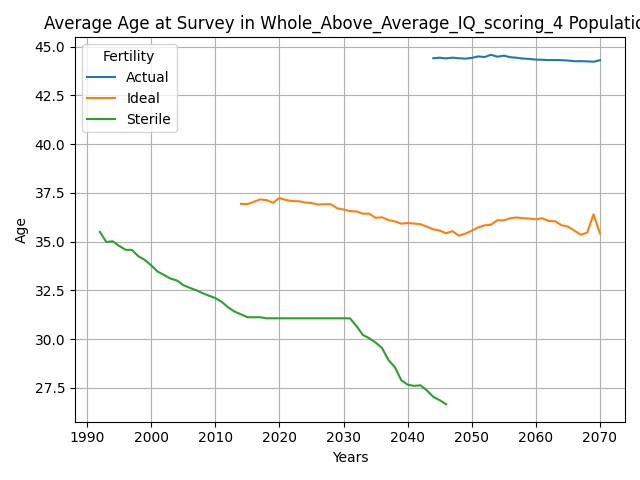 Average Age at Survey in Whole_Above_Average_IQ_scoring_4 Populatio
Fertility
Actual
Ideal
Sterile
45.0
42.5
40.0
37.5
35.0
32.5
30.0
27.5
Age
1990 2000 2010 2020 2030 2040 2050 2060 2070
Years